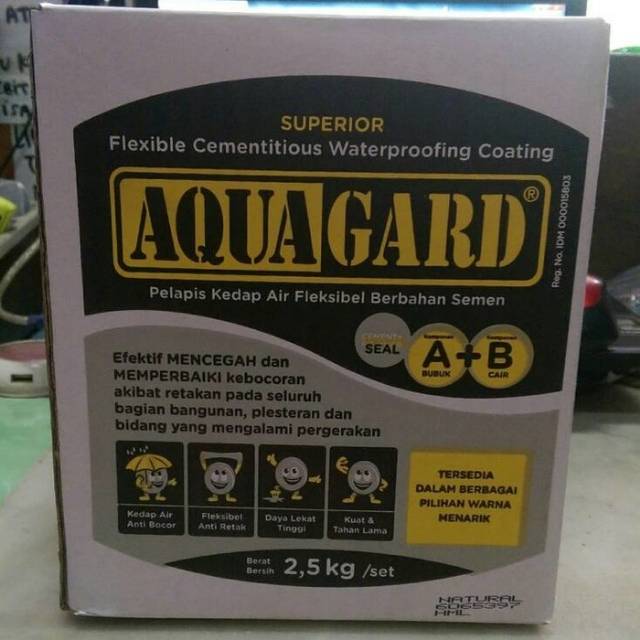 SUPERIOR
Flexible Cementitious Waterproofing Coating
AQUAGARD®
Reg. No. IDM 000015803
Pelapis Kedap Air Fleksibel Berbahan Semen
SEAL
A+B
BUBUK
CAIR
Efektif MENCEGAH dan
MEMPERBAIKI kebocoran
akibat retakan pada seluruh
bagian bangunan, plesteran dan
bidang yang mengalami pergerakan
Kedap Air
Anti Bocor
Fleksibel
Anti Retak
Daya Lekat
Tinggi
Kuat &
Tahan Lama
TERSEDIA
DALAM BERBAGAI
PILIHAN WARNA
MENARIK
Berat
Bersih 2,5 kg /set
NATURAL
6065397
HML